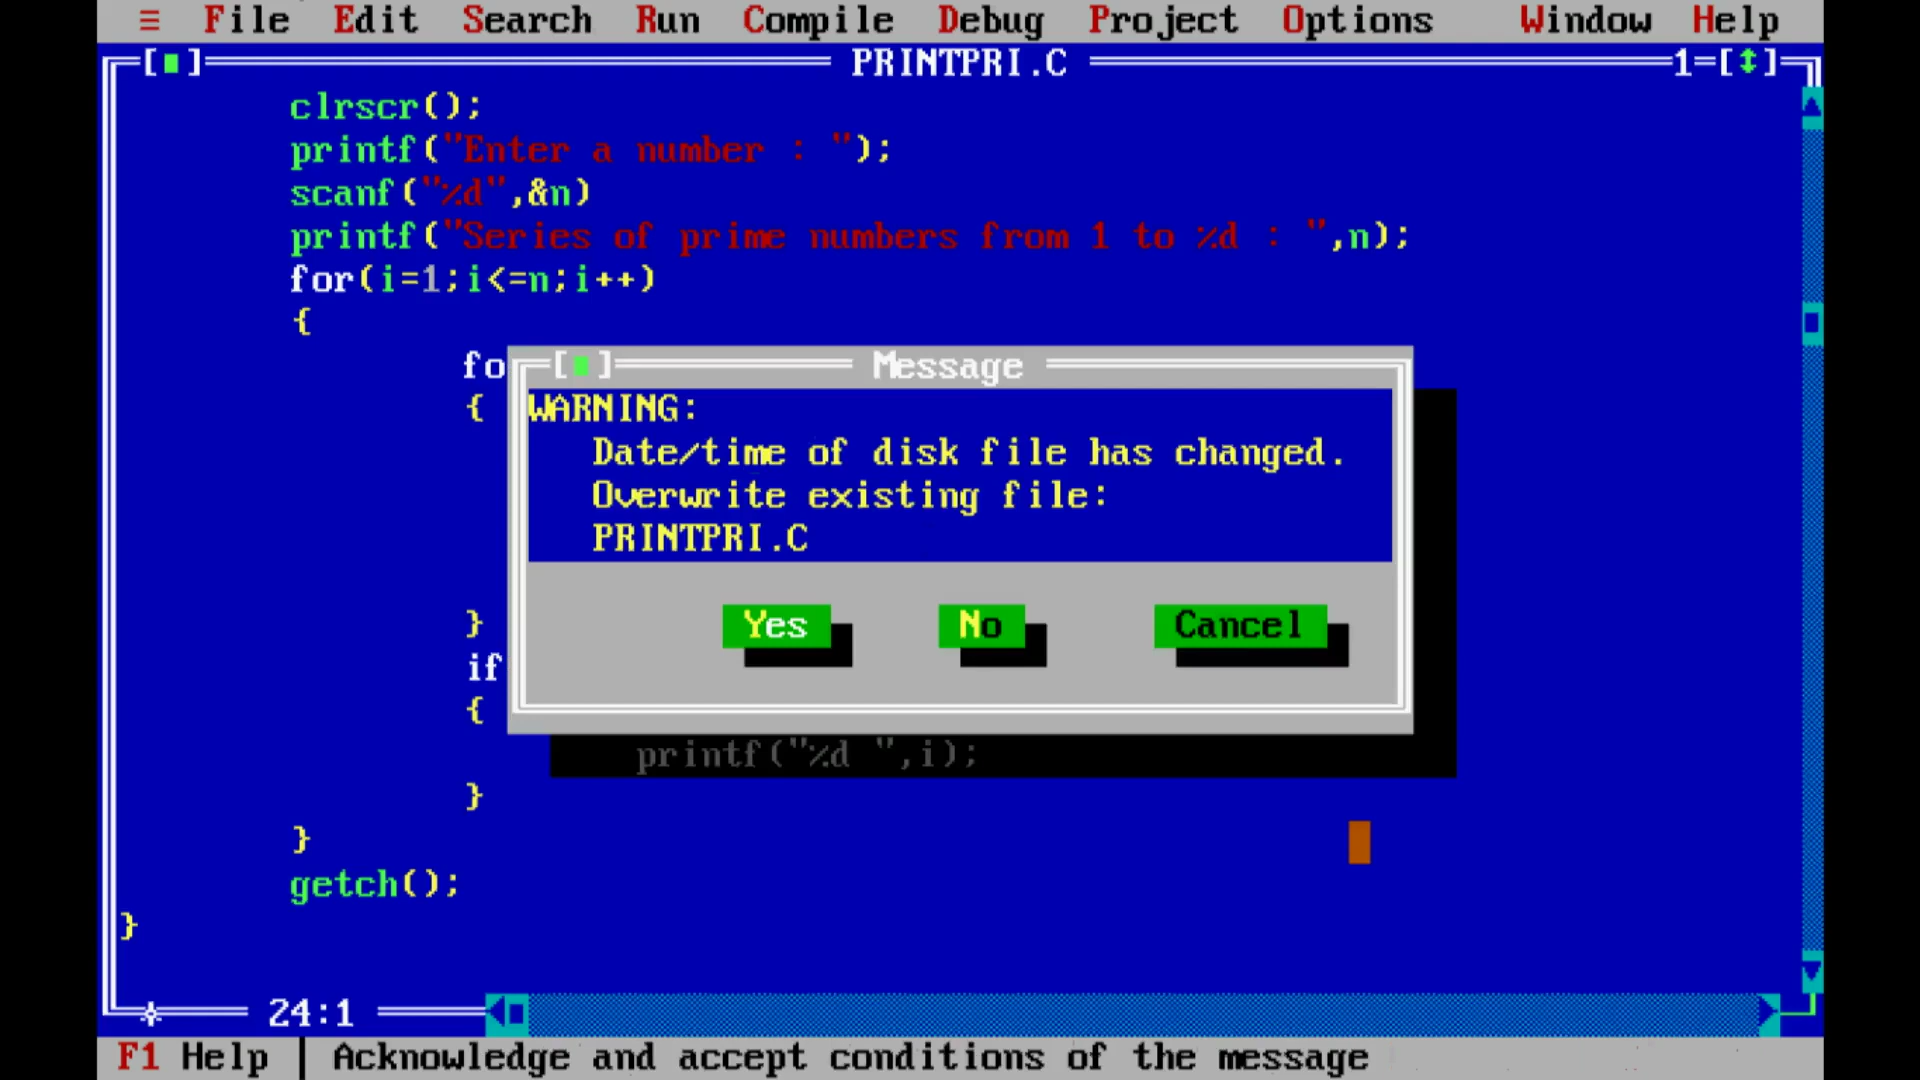 ≡ File Edit Search Run Compile Debug Project Options Window Help
[■] PRINTPRI.C 1=[↕]
clrscr();
printf("Enter a number : ");
scanf("%d",&n)
printf("Series of prime numbers from 1 to %d : ",n);
for(i=1;i<=n;i++)
{
fo
{
[■] Message
WARNING:
Date/time of disk file has changed.
Overwrite existing file:
PRINTPRI.C
Yes No Cancel
}
if
{
printf("%d ",i);
}
}
getch();
}
24:1
F1 Help | Acknowledge and accept conditions of the message